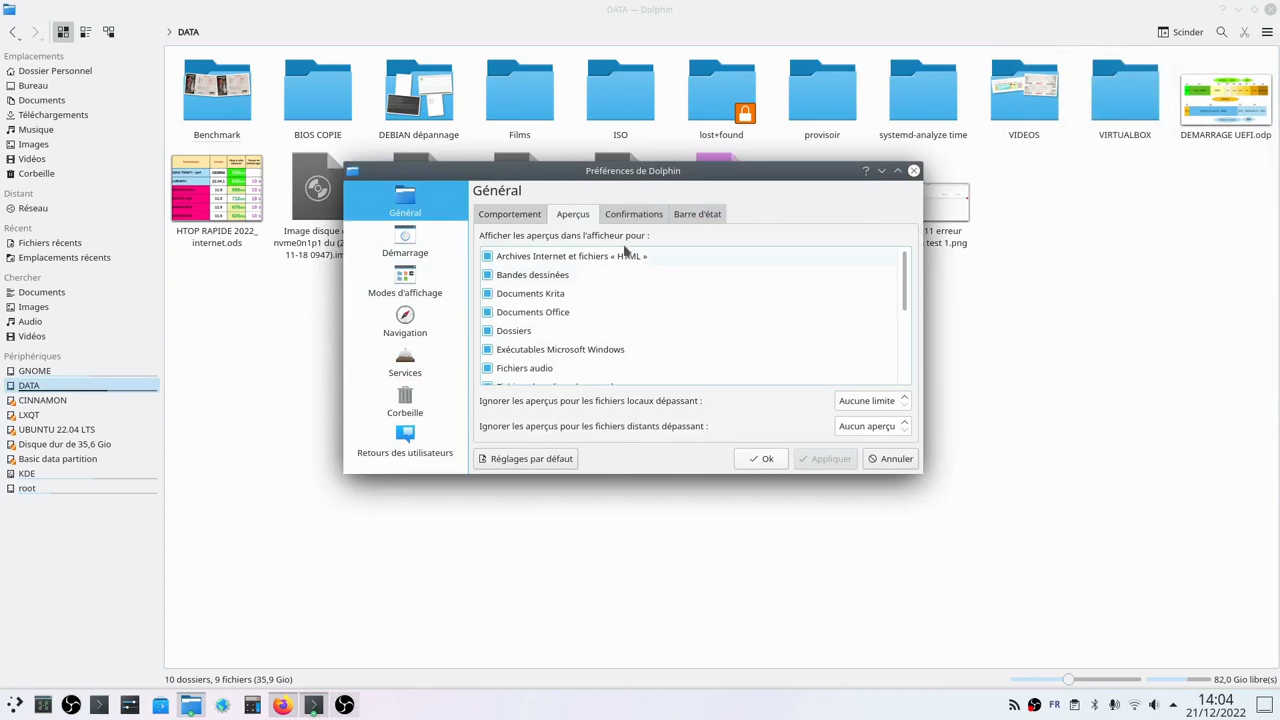 DATA — Dolphin
DATA
Scinder
Emplacements
Dossier Personnel
Bureau
Documents
Téléchargements
Musique
Images
Vidéos
Corbeille
Distant
Réseau
Récent
Fichiers récents
Emplacements récents
Chercher
Documents
Images
Audio
Vidéos
Périphériques
GNOME
DATA
CINNAMON
LXQT
UBUNTU 22.04 LTS
Disque dur de 35,6 Gio
Basic data partition
KDE
root
Benchmark
BIOS COPIE
DEBIAN dépannage
Films
ISO
lost+found
provisoir
systemd-analyze time
VIDEOS
VIRTUALBOX
DEMARRAGE UEFI.odp
HTOP RAPIDE 2022_
internet.ods
Image disque d
nvme0n1p1 du (2
11-18 0947).im
11 erreur
test 1.png
Préférences de Dolphin
Général
Démarrage
Modes d'affichage
Navigation
Services
Corbeille
Retours des utilisateurs
Général
Comportement
Aperçus
Confirmations
Barre d'état
Afficher les aperçus dans l'afficheur pour :
Archives Internet et fichiers « HTML »
Bandes dessinées
Documents Krita
Documents Office
Dossiers
Exécutables Microsoft Windows
Fichiers audio
Ignorer les aperçus pour les fichiers locaux dépassant :
Aucune limite
Ignorer les aperçus pour les fichiers distants dépassant :
Aucun aperçu
Réglages par défaut
Ok
Appliquer
Annuler
10 dossiers, 9 fichiers (35,9 Gio)
82,0 Gio libre(s)
FR
14:04
21/12/2022